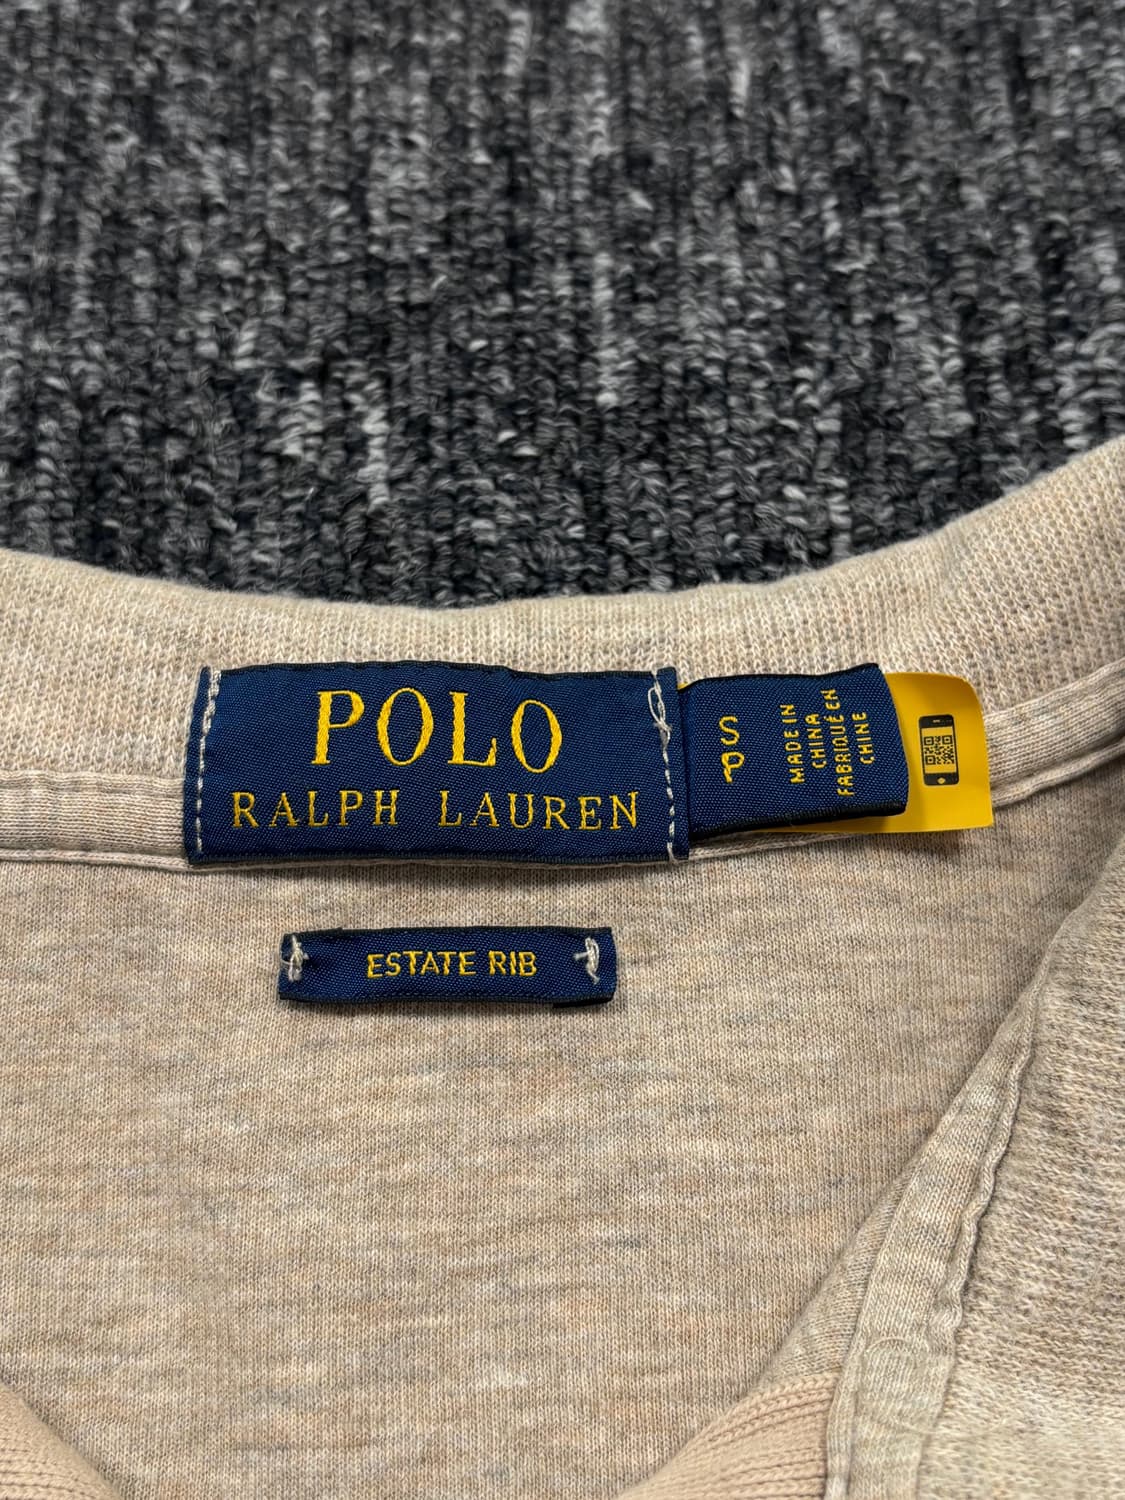 POLO
RALPH LAUREN
S
P
MADE IN
CHINA
FABRIQUÉ EN
CHINE
ESTATE RIB